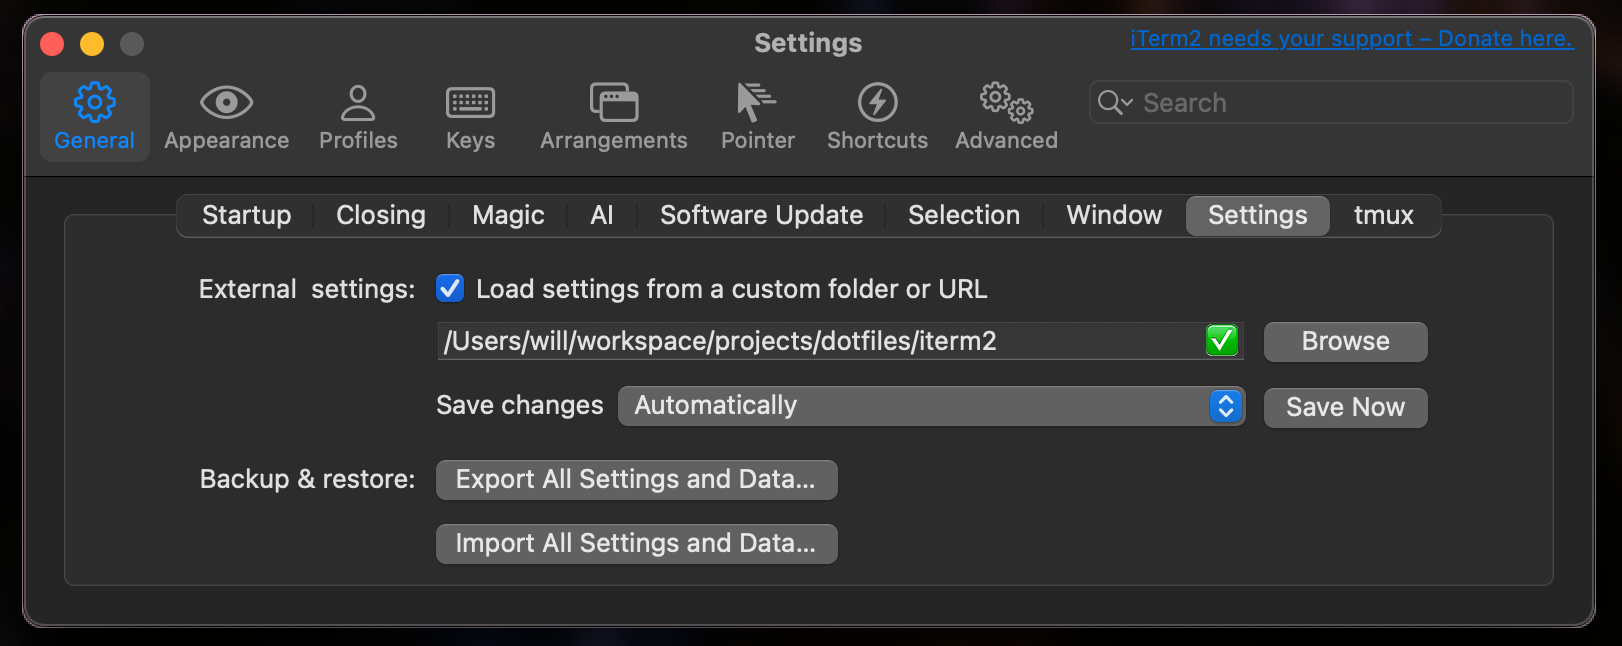 Settings
iTerm2 needs your support – Donate here.
General Appearance Profiles Keys Arrangements Pointer Shortcuts Advanced
Search
Startup Closing Magic AI Software Update Selection Window Settings tmux
External settings: Load settings from a custom folder or URL
/Users/will/workspace/projects/dotfiles/iterm2 Browse
Save changes Automatically Save Now
Backup & restore: Export All Settings and Data...
Import All Settings and Data...